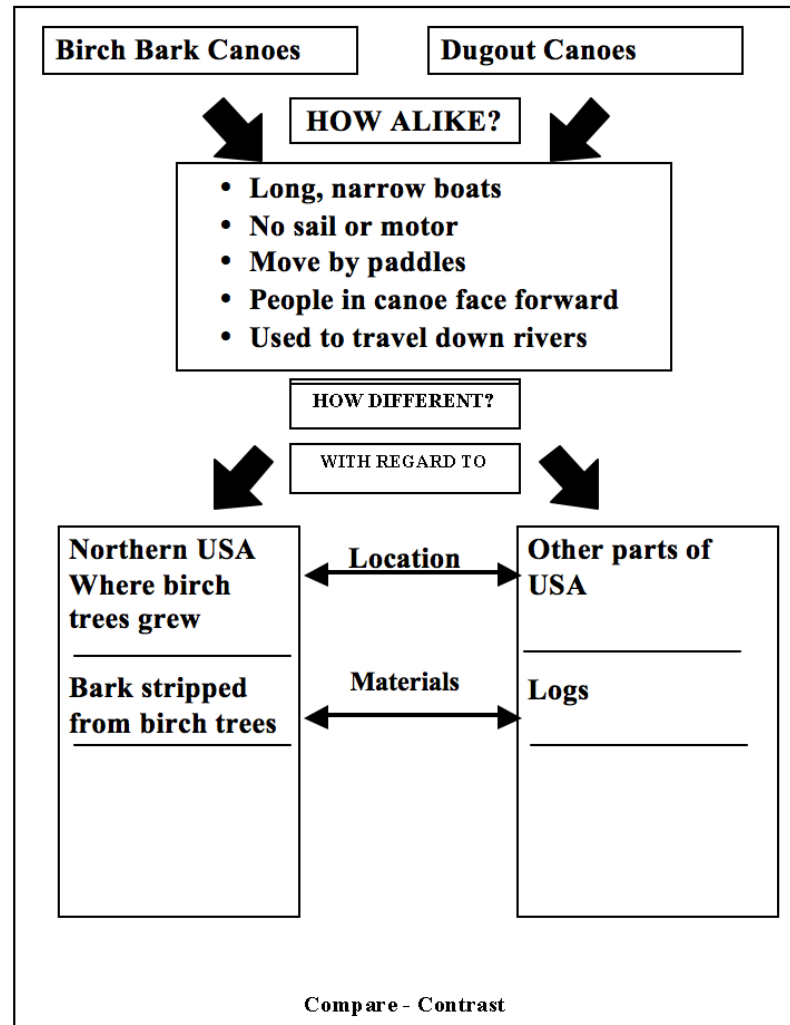 Birch Bark Canoes
Dugout Canoes
HOW ALIKE?
• Long, narrow boats
• No sail or motor
• Move by paddles
• People in canoe face forward
• Used to travel down rivers
HOW DIFFERENT?
WITH REGARD TO
Northern USA
Where birch
trees grew
Location
Other parts of
USA
Bark stripped
from birch trees
Materials
Logs
Compare - Contrast